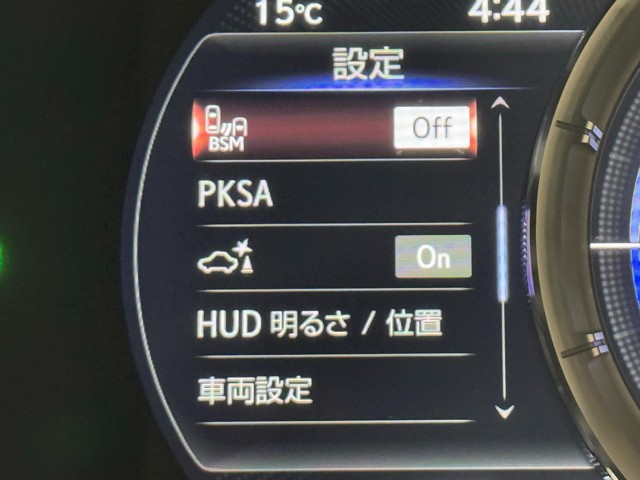 15℃ 4:44
設定
BSM Off
PKSA
On
HUD 明るさ / 位置
車両設定